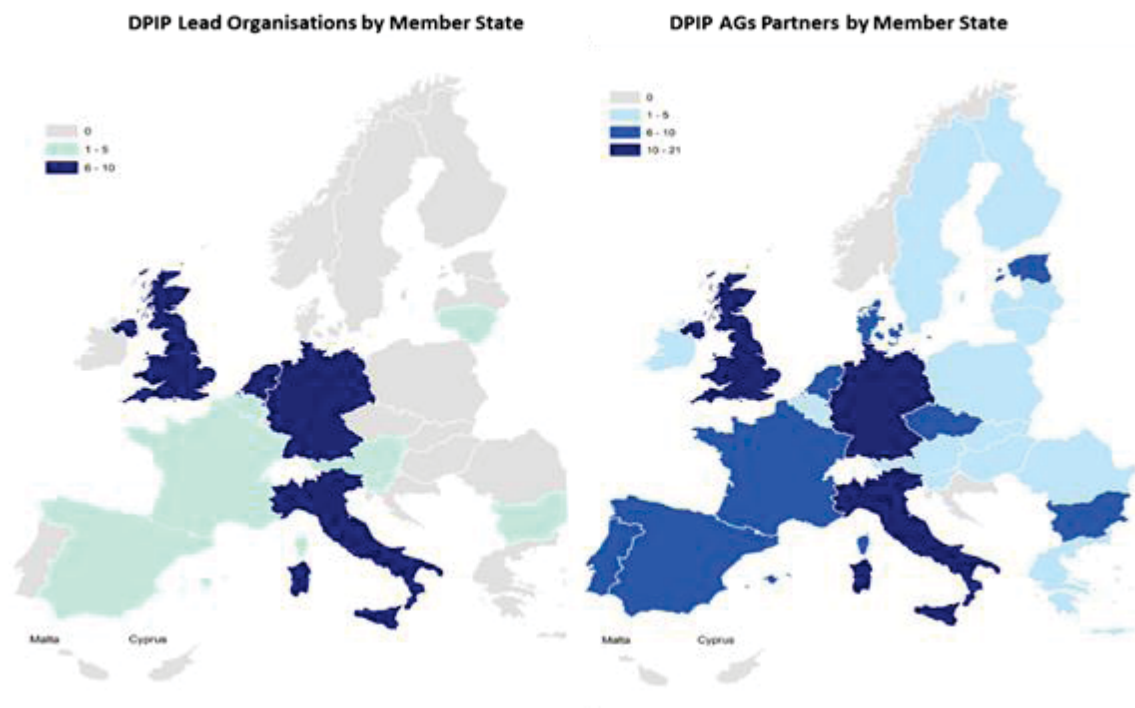 DPIP Lead Organisations by Member State
0
1 - 5
6 - 10
Malta
Cyprus
DPIP AGs Partners by Member State
0
1 - 5
6 - 10
10 - 21
Malta
Cyprus